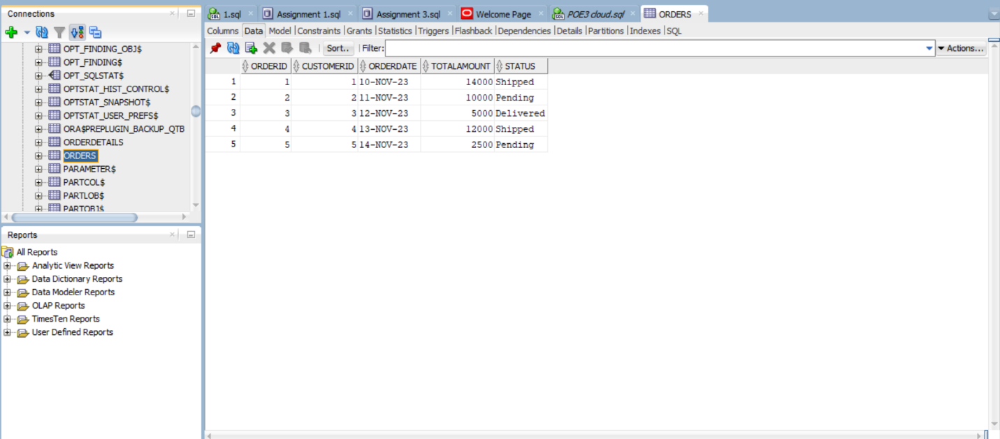 Connections
OPT_FINDING_OBJ$
OPT_FINDING$
OPT_SQLSTAT$
OPTSTAT_HIST_CONTROL$
OPTSTAT_SNAPSHOT$
OPTSTAT_USER_PREFS$
ORA$PREPLUGIN_BACKUP_QTB
ORDERDETAILS
ORDERS
PARAMETER$
PARTCOL$
PARTLOB$
PARTOBJ$
Reports
All Reports
Analytic View Reports
Data Dictionary Reports
Data Modeler Reports
OLAP Reports
TimesTen Reports
User Defined Reports
1.sql Assignment 1.sql Assignment 3.sql Welcome Page POE3 cloud.sql ORDERS
Columns Data Model |Constraints |Grants |Statistics |Triggers |Flashback |Dependencies |Details |Partitions |Indexes |SQL
Sort.. Filter: Actions...
ORDERID CUSTOMERID ORDERDATE TOTALAMOUNT STATUS
1 1 1 10-NOV-23 14000 Shipped
2 2 2 11-NOV-23 10000 Pending
3 3 3 12-NOV-23 5000 Delivered
4 4 4 13-NOV-23 12000 Shipped
5 5 5 14-NOV-23 2500 Pending